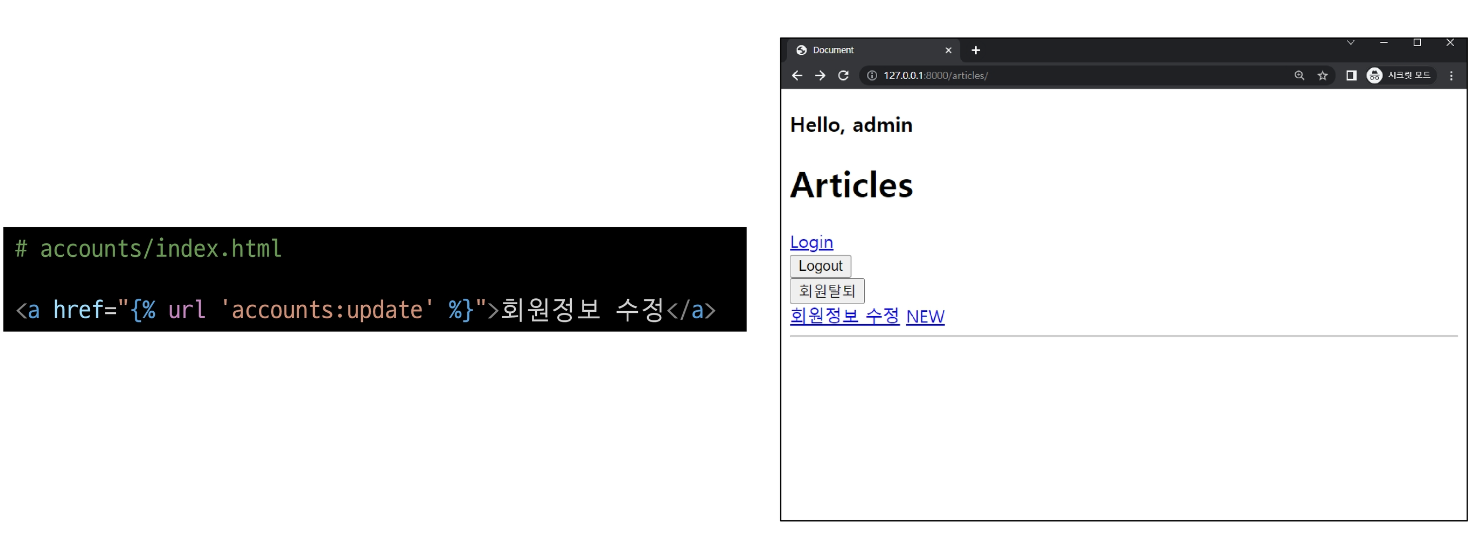 # accounts/index.html
<a href="{% url 'accounts:update' %}">회원정보 수정</a>
Document
127.0.0.1:8000/articles/
시크릿 모드
Hello, admin
Articles
Login
Logout
회원탈퇴
회원정보 수정 NEW